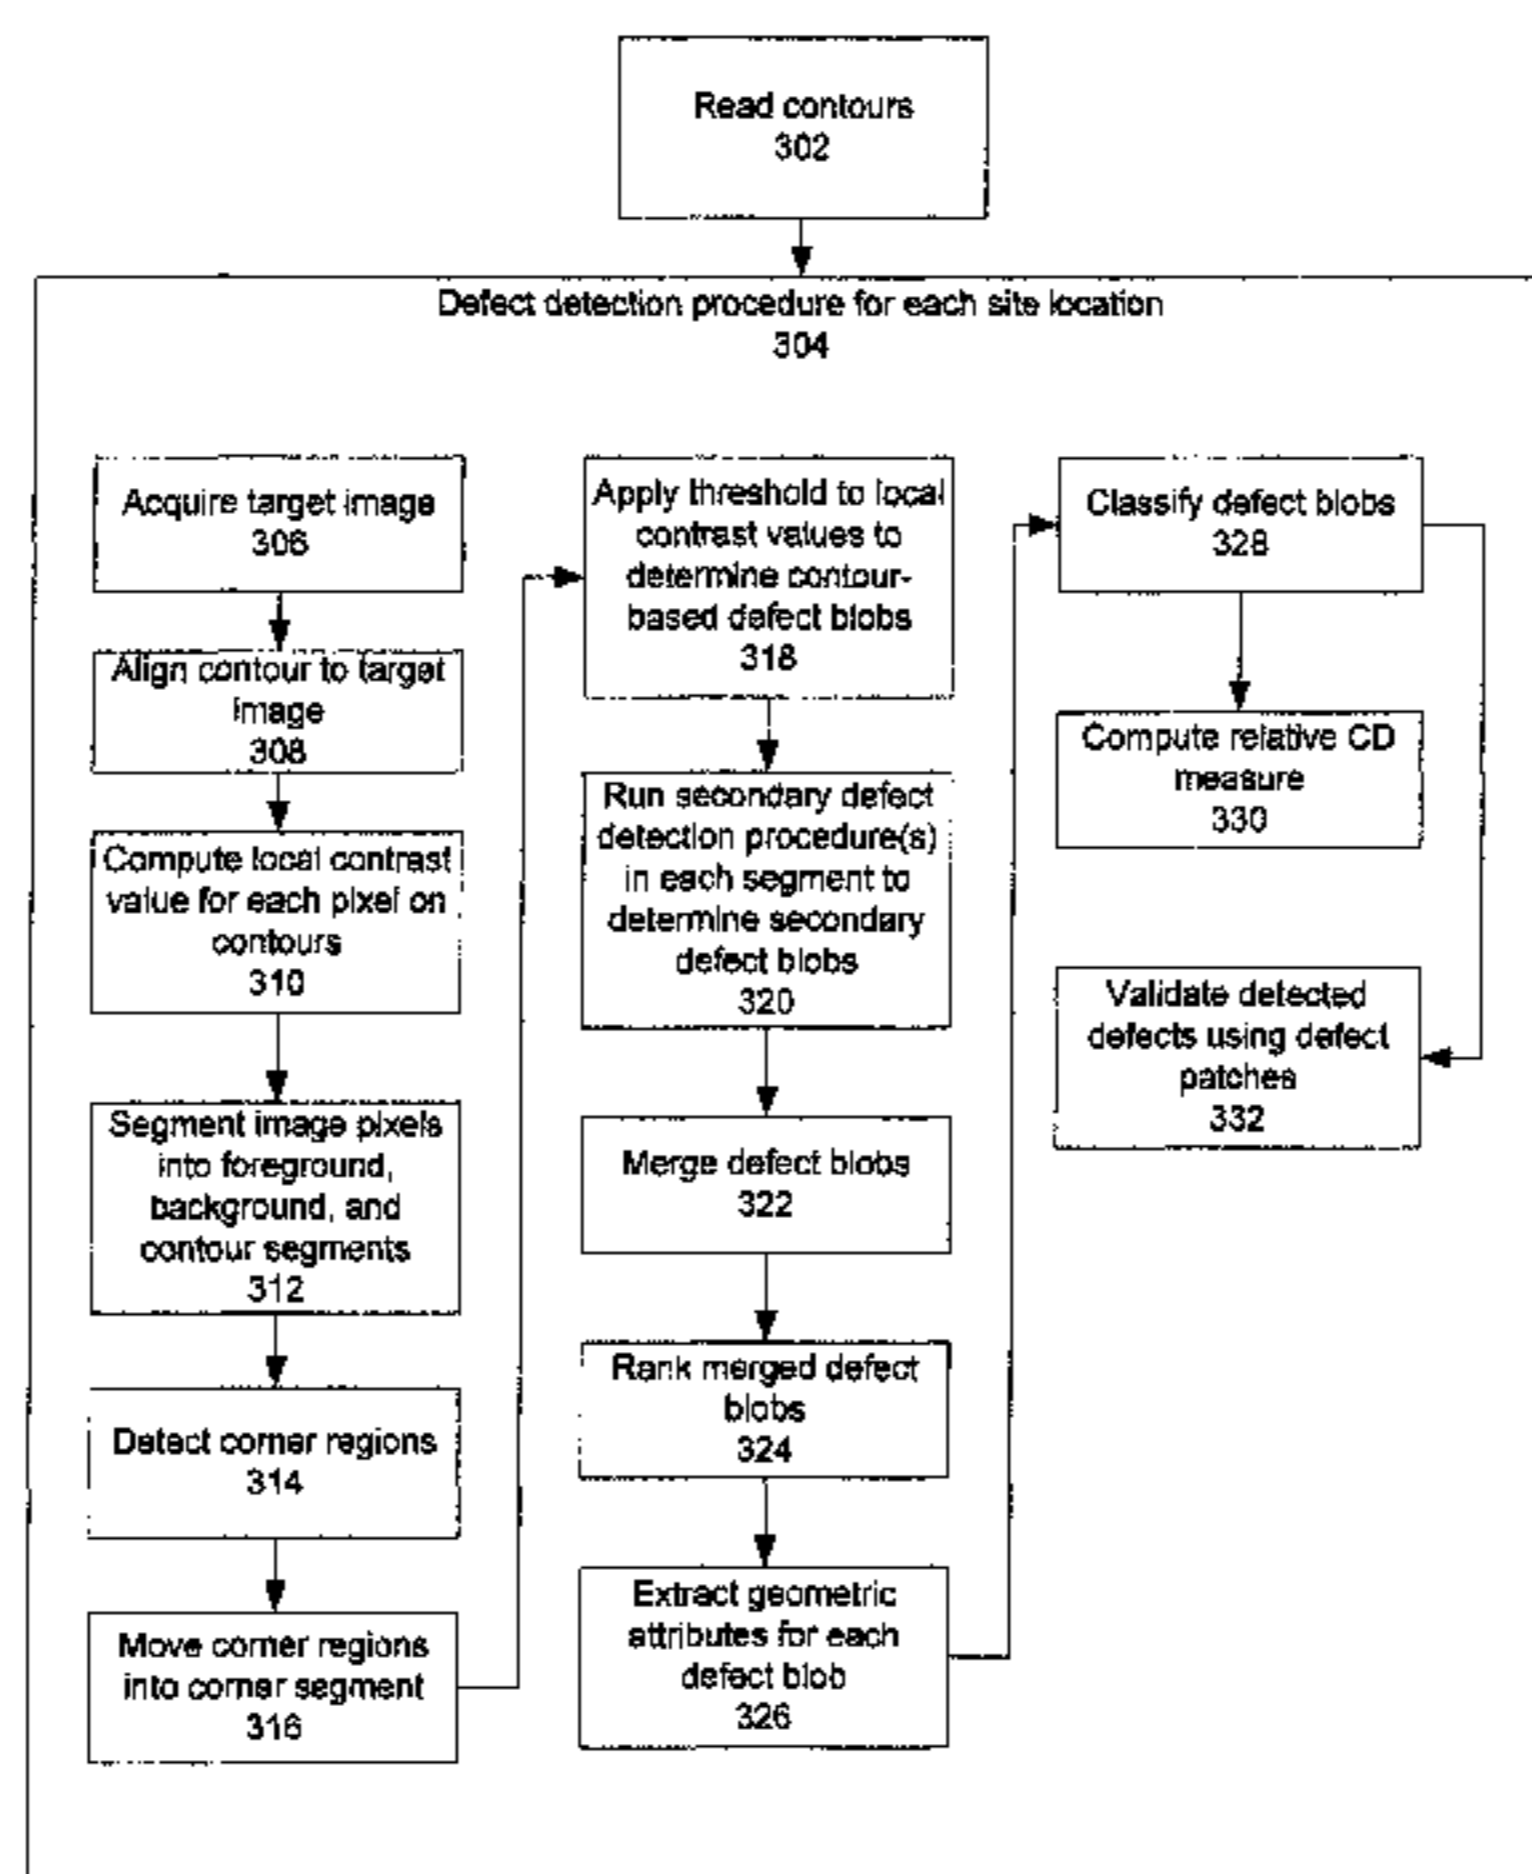 Read contours
302
Defect detection procedure for each site location
304
Acquire target image
306
Align contour to target
image
308
Compute local contrast
value for each pixel on
contours
310
Segment image pixels
into foreground,
background, and
contour segments
312
Detect corner regions
314
Move corner regions
into corner segment
316
Apply threshold to local
contrast values to
determine contour-
based defect blobs
318
Run secondary defect
detection procedure(s)
in each segment to
determine secondary
defect blobs
320
Merge defect blobs
322
Rank merged defect
blobs
324
Extract geometric
attributes for each
defect blob
326
Classify defect blobs
328
Compute relative CD
measure
330
Validate detected
defects using defect
patches
332